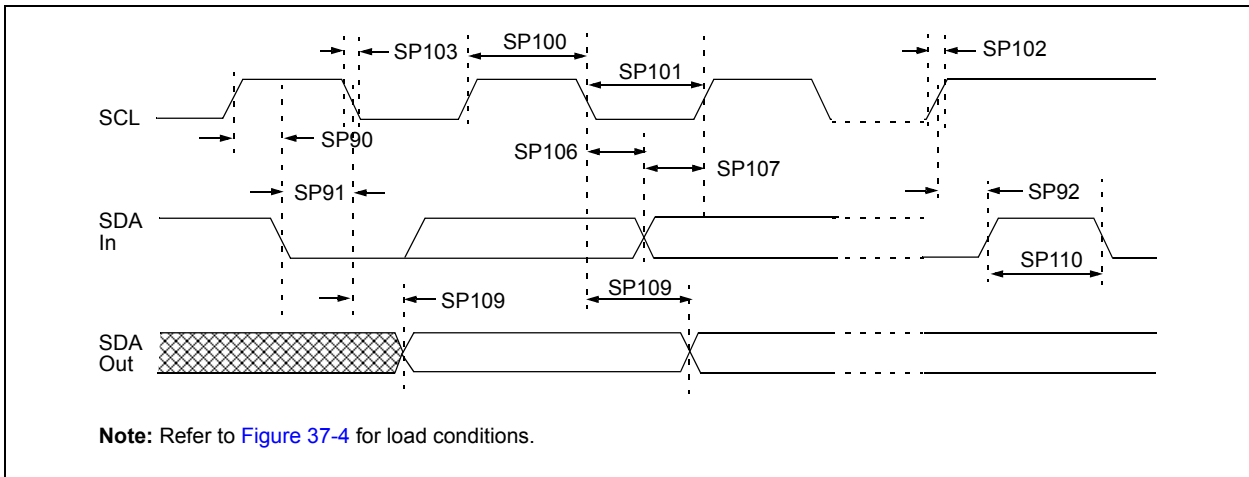 SP103
SP100
SP102
SP101
SCL
SP90
SP106
SP107
SP91
SP92
SDA
In
SP110
SP109
SP109
SDA
Out
Note: Refer to Figure 37-4 for load conditions.